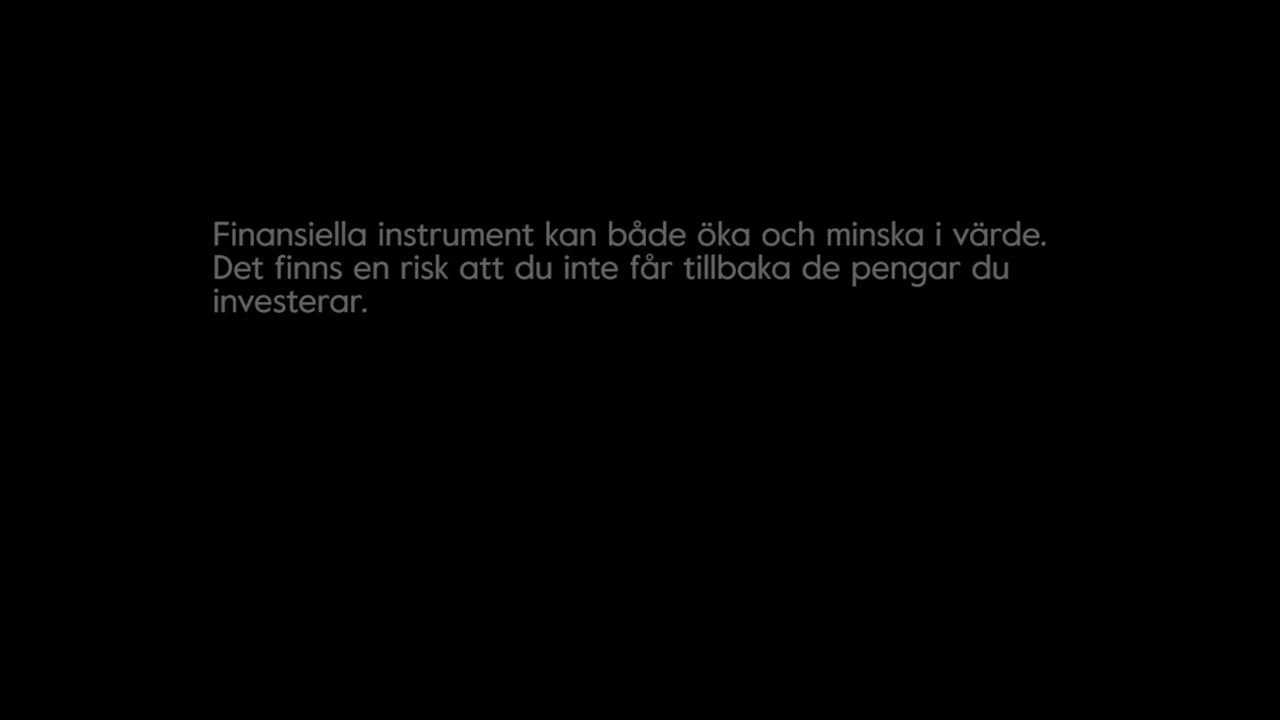 Finansiella instrument kan både öka och minska i värde.
Det finns en risk att du inte får tillbaka de pengar du
investerar.